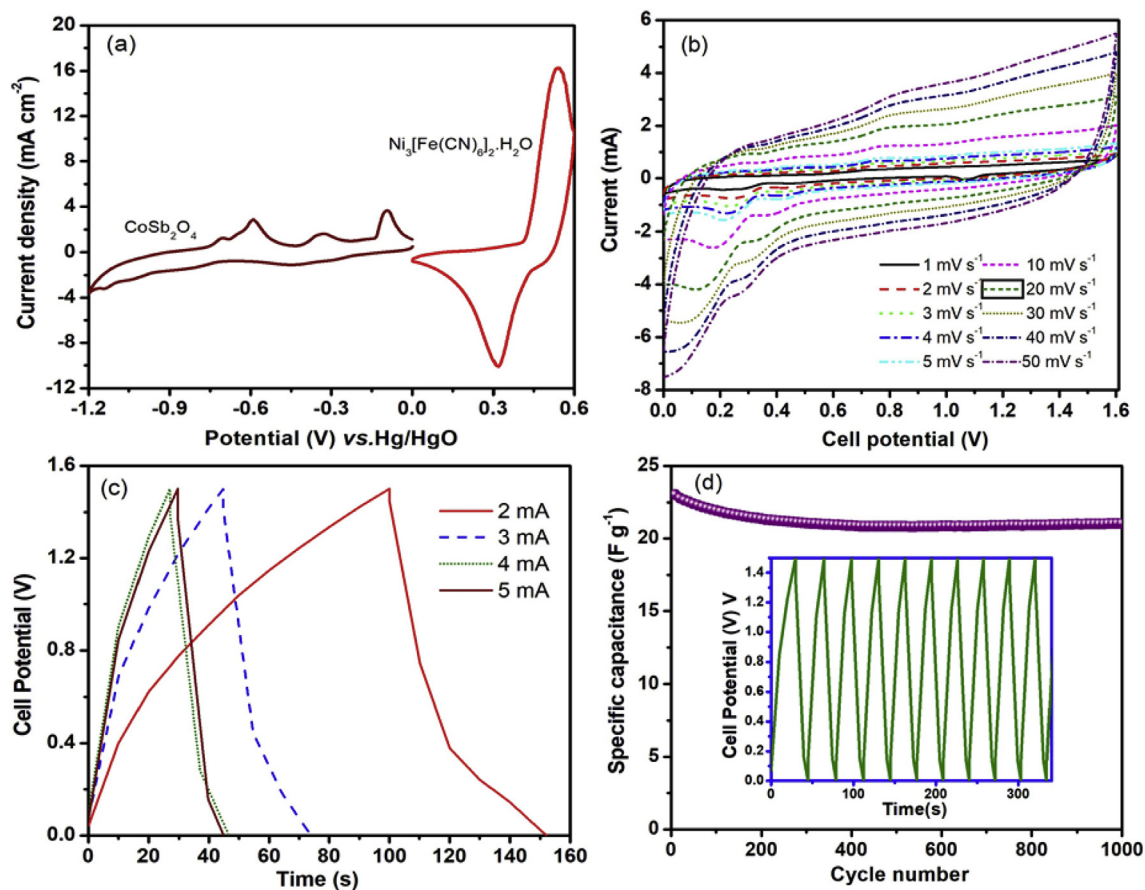 (a)
20
16
12
8
4
0
-4
-8
-12
Current density (mA cm⁻²)
CoSb₂O₄
Ni₃[Fe(CN)₆]₂.H₂O
-1.2 -0.9 -0.6 -0.3 0.0 0.3 0.6
Potential (V) vs.Hg/HgO
(b)
6
4
2
0
-2
-4
-6
-8
Current (mA)
1 mV s⁻¹
2 mV s⁻¹
3 mV s⁻¹
4 mV s⁻¹
5 mV s⁻¹
10 mV s⁻¹
20 mV s⁻¹
30 mV s⁻¹
40 mV s⁻¹
50 mV s⁻¹
0.0 0.2 0.4 0.6 0.8 1.0 1.2 1.4 1.6
Cell potential (V)
(c)
1.6
1.2
0.8
0.4
0.0
Cell Potential (V)
2 mA
3 mA
4 mA
5 mA
0 20 40 60 80 100 120 140 160
Time (s)
(d)
25
20
15
10
5
0
Specific capacitance (F g⁻¹)
1.4
1.2
1.0
0.8
0.6
0.4
0.2
0.0
Cell Potential (V) V
0 100 200 300
Time(s)
0 200 400 600 800 1000
Cycle number